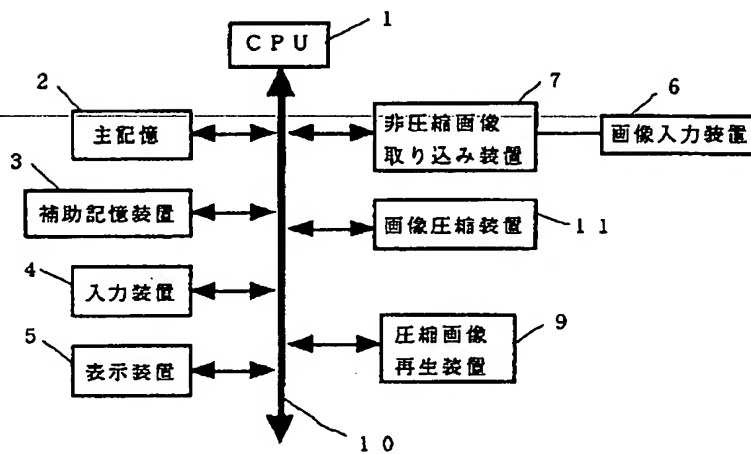 1
CPU
2
主記憶
7
非圧縮画像
取り込み装置
6
画像入力装置
3
補助記憶装置
画像圧縮装置
11
4
入力装置
5
表示装置
圧縮画像
再生装置
9
10